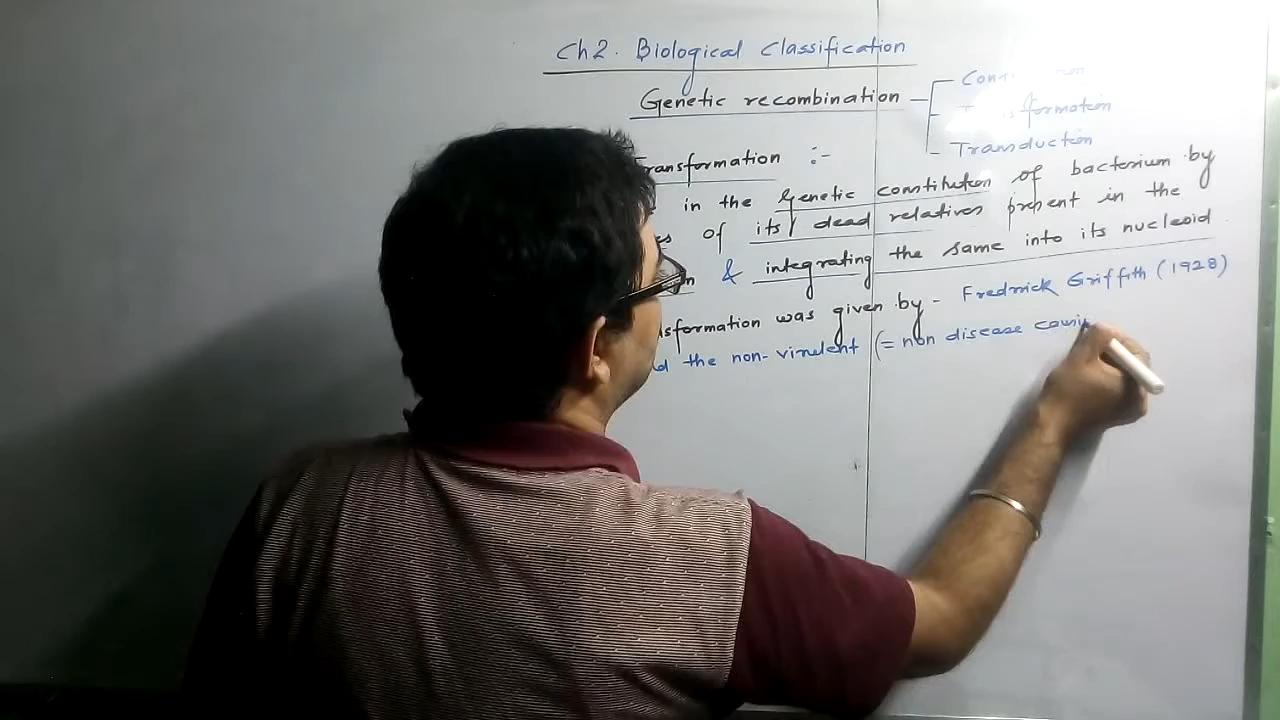 Ch2. Biological Classification
Genetic recombination
Transformation
Transduction
Transformation :-
in the Genetic constitution of bacterium by
of its dead relatives present in the
& integrating the same into its nucleoid
was given by - Fredrick Griffith (1928)
the non-virulent (= non disease causi